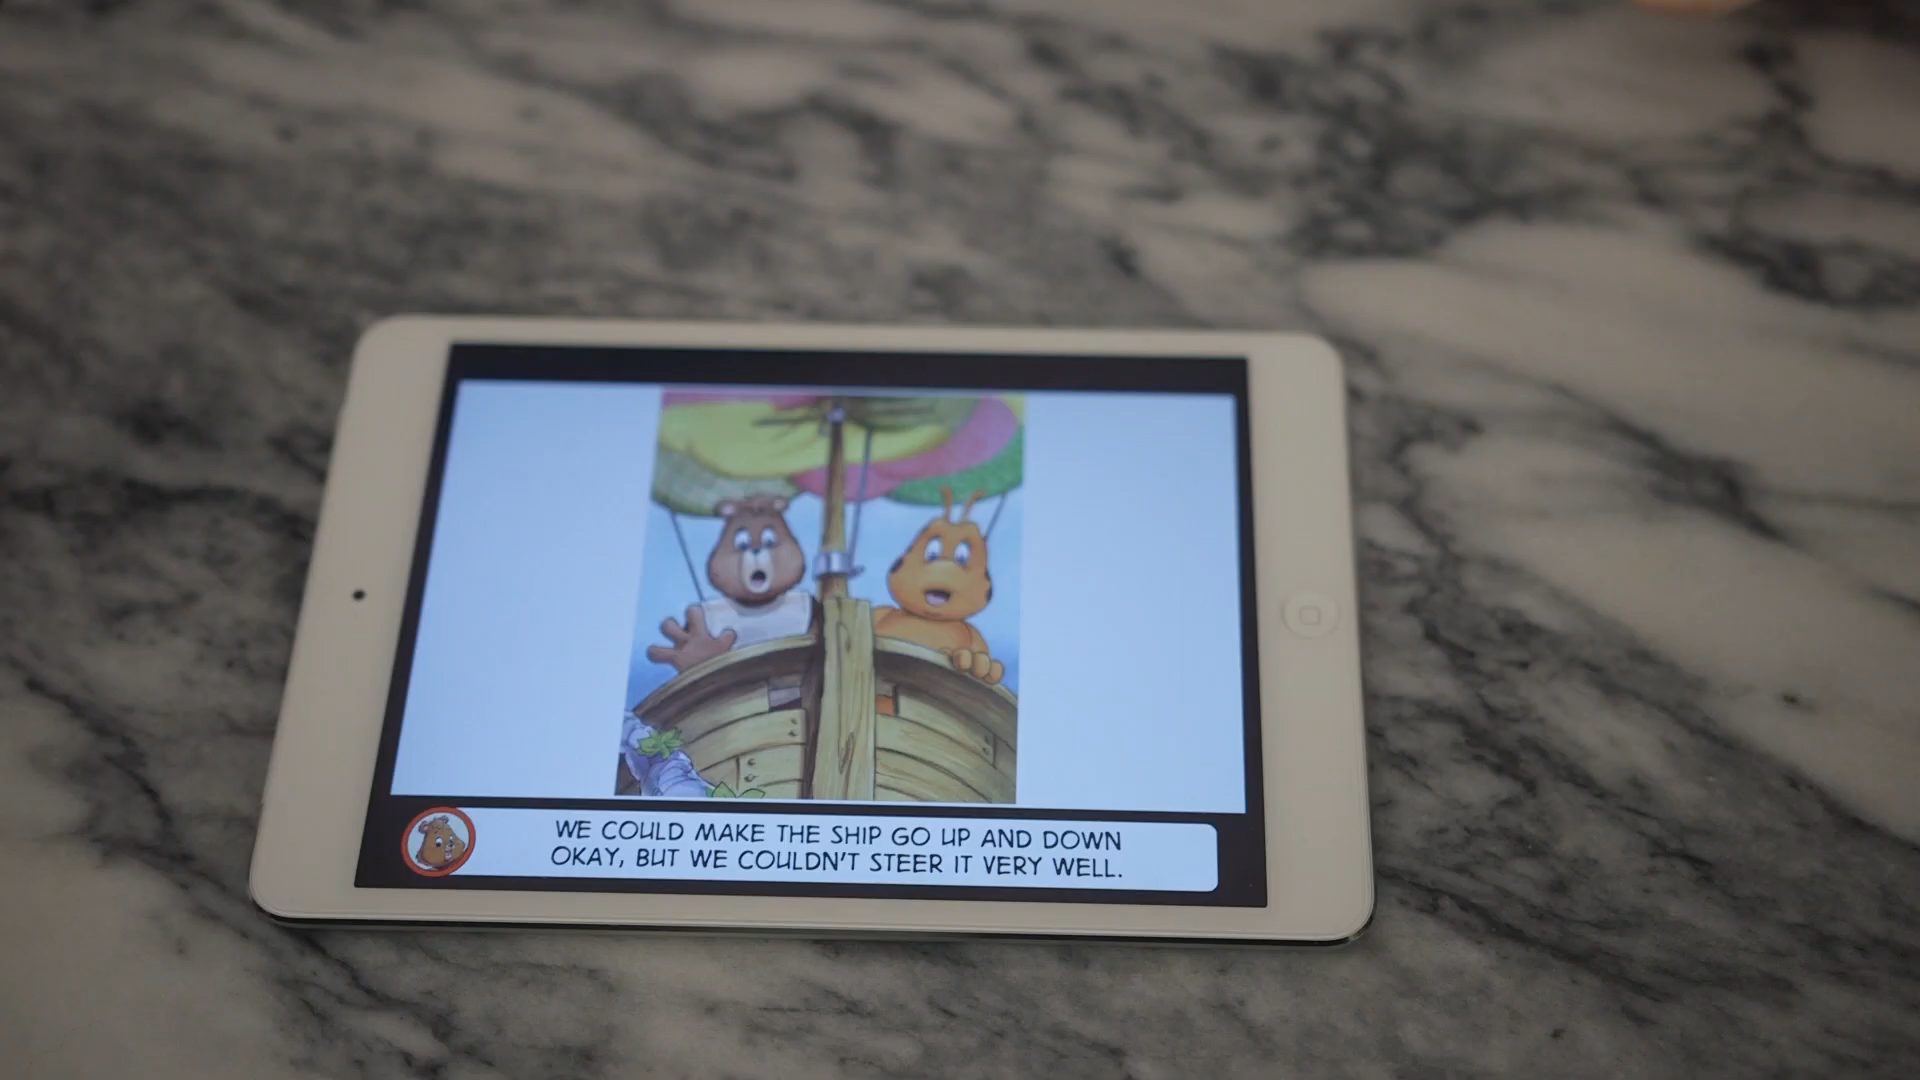 WE COULD MAKE THE SHIP GO UP AND DOWN
OKAY, BUT WE COULDN'T STEER IT VERY WELL.